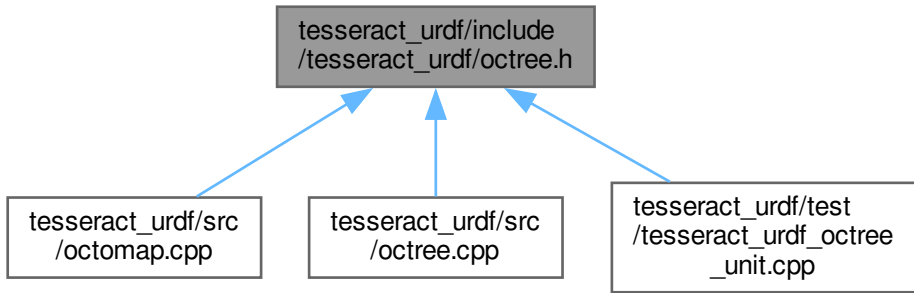 tesseract_urdf/include
/tesseract_urdf/octree.h
tesseract_urdf/src
/octomap.cpp
tesseract_urdf/src
/octree.cpp
tesseract_urdf/test
/tesseract_urdf_octree
_unit.cpp